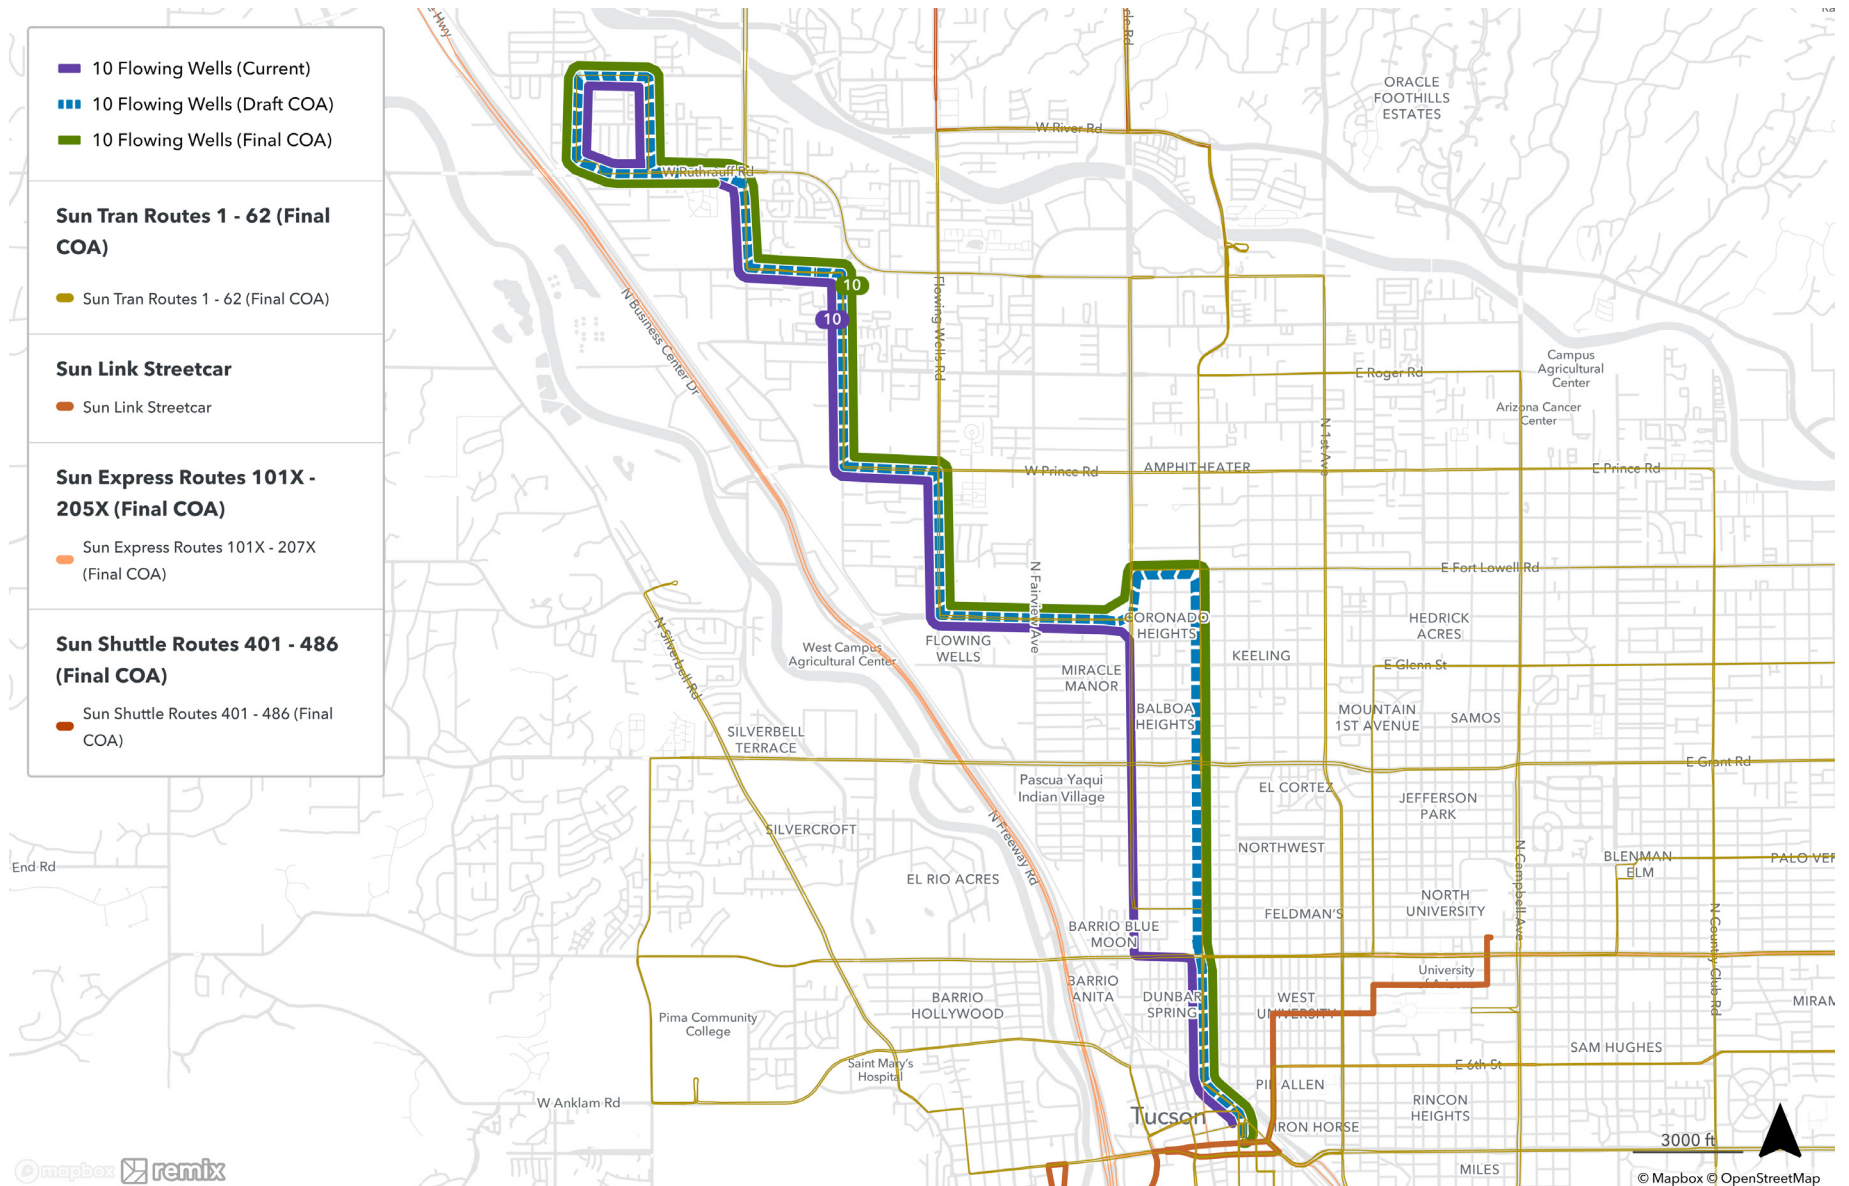 10 Flowing Wells (Current)
10 Flowing Wells (Draft COA)
10 Flowing Wells (Final COA)
Sun Tran Routes 1 - 62 (Final
COA)
Sun Tran Routes 1 - 62 (Final COA)
Sun Link Streetcar
Sun Link Streetcar
Sun Express Routes 101X -
205X (Final COA)
Sun Express Routes 101X - 207X
(Final COA)
Sun Shuttle Routes 401 - 486
(Final COA)
Sun Shuttle Routes 401 - 486 (Final
COA)
Hwy
ORACLE
FOOTHILLS
ESTATES
W River Rd
W Ruthrauff Rd
10
10
N Business Center Dr
Flowing Wells Rd
Campus
Agricultural
Center
E Roger Rd
Arizona Cancer
Center
N 1st Ave
W Prince Rd
AMPHITHEATER
E Prince Rd
E Fort Lowell Rd
N Fairview Ave
CORONADO
HEIGHTS
HEDRICK
ACRES
FLOWING
WELLS
West Campus
Agricultural Center
N Silverbell Rd
KEELING
E Glenn St
MIRACLE
MANOR
BALBOA
HEIGHTS
MOUNTAIN
1ST AVENUE
SAMOS
SILVERBELL
TERRACE
E Grant Rd
Pascua Yaqui
Indian Village
EL CORTEZ
JEFFERSON
PARK
SILVERCROFT
N Freeway Rd
NORTHWEST
BLENMAN
ELM
PALO VER
End Rd
EL RIO ACRES
NORTH
UNIVERSITY
N Campbell Ave
FELDMAN'S
BARRIO BLUE
MOON
N Country Club Rd
University
of Arizona
BARRIO
ANITA
DUNBAR
SPRING
WEST
UNIVERSITY
BARRIO
HOLLYWOOD
MIRAM
Pima Community
College
SAM HUGHES
Saint Mary's
Hospital
E 6th St
PIE ALLEN
W Anklam Rd
RINCON
HEIGHTS
Tucson
IRON HORSE
3000 ft
MILES
mapbox
remix
© Mapbox © OpenStreetMap